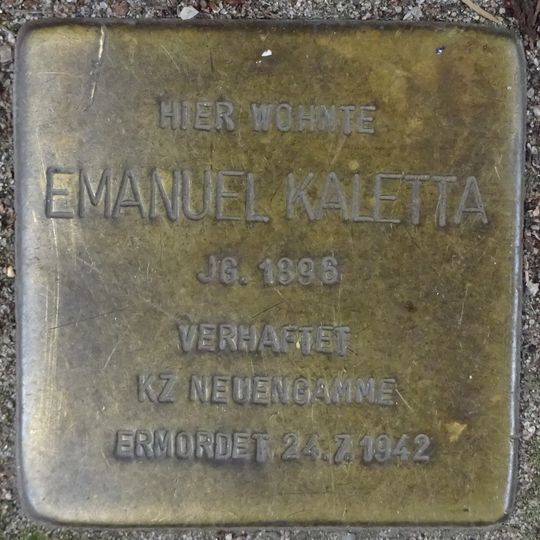 HIER WOHNTE
EMANUEL KALETTA
JG. 1896
VERHAFTET
KZ NEUENGAMME
ERMORDET 24.7.1942